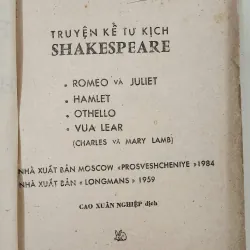 TRUYỆN KỂ TỪ KỊCH
SHAKESPEARE
• ROMEO VÀ JULIET
• HAMLET
• OTHELLO
• VUA LEAR
(CHARLES VÀ MARY LAMB)
NHÀ XUẤT BẢN MOSCOW «PROSVESHCHENIYE »1984
NHÀ XUẤT BẢN « LONGMANS » 1959
CAO XUÂN NGHIỆP dịch